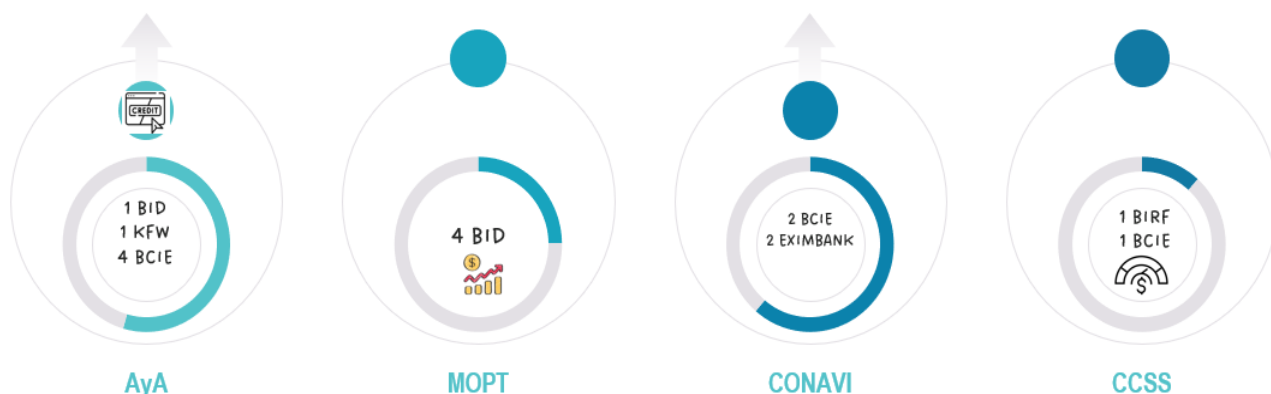 CREDIT
1 BID
1 KFW
4 BCIE
AyA
4 BID
$
MOPT
2 BCIE
2 EXIMBANK
CONAVI
1 BIRF
1 BCIE
$
CCSS